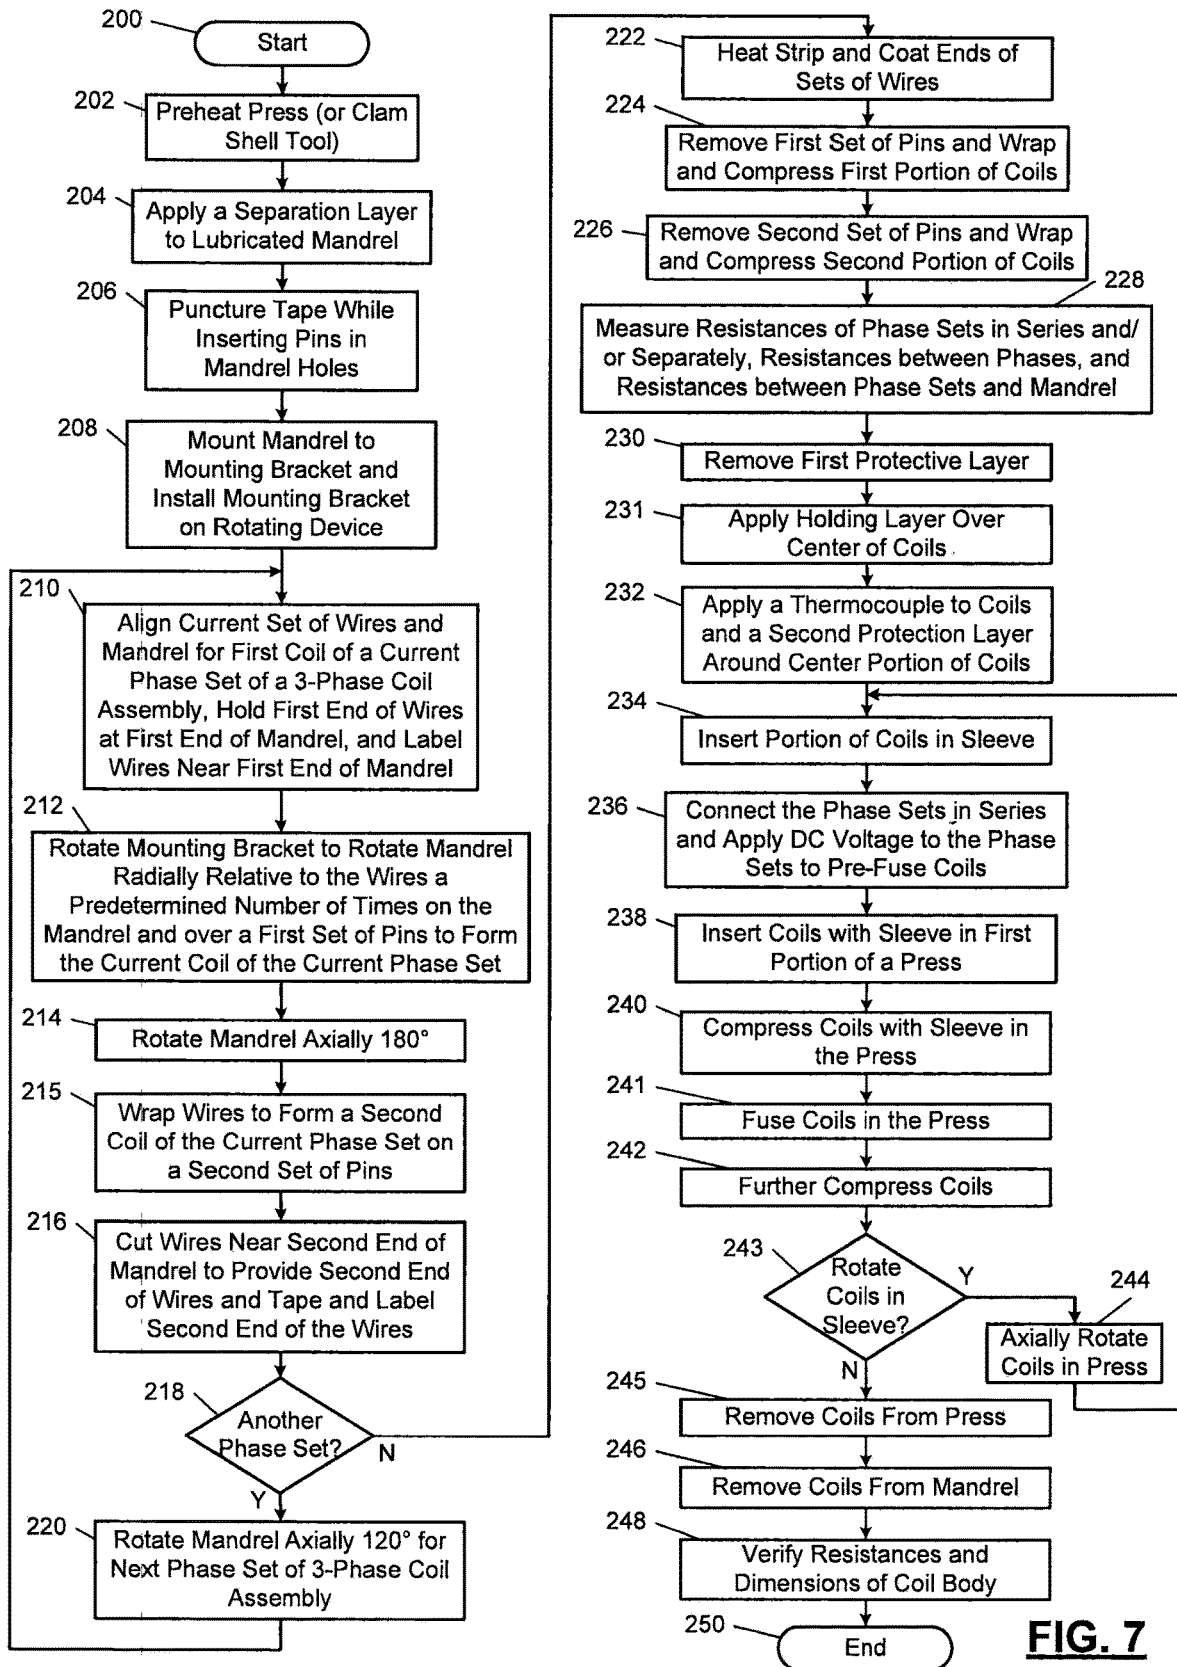 200
Start
202
Preheat Press (or Clam
Shell Tool)
204
Apply a Separation Layer
to Lubricated Mandrel
206
Puncture Tape While
Inserting Pins in
Mandrel Holes
208
Mount Mandrel to
Mounting Bracket and
Install Mounting Bracket
on Rotating Device
210
Align Current Set of Wires and
Mandrel for First Coil of a Current
Phase Set of a 3-Phase Coil
Assembly, Hold First End of Wires
at First End of Mandrel, and Label
Wires Near First End of Mandrel
212
Rotate Mounting Bracket to Rotate Mandrel
Radially Relative to the Wires a
Predetermined Number of Times on the
Mandrel and over a First Set of Pins to Form
the Current Coil of the Current Phase Set
214
Rotate Mandrel Axially 180°
215
Wrap Wires to Form a Second
Coil of the Current Phase Set on
a Second Set of Pins
216
Cut Wires Near Second End of
Mandrel to Provide Second End
of Wires and Tape and Label
Second End of the Wires
218
Another
Phase Set?
N
Y
220
Rotate Mandrel Axially 120° for
Next Phase Set of 3-Phase Coil
Assembly
222
Heat Strip and Coat Ends of
Sets of Wires
224
Remove First Set of Pins and Wrap
and Compress First Portion of Coils
226
Remove Second Set of Pins and Wrap
and Compress Second Portion of Coils
228
Measure Resistances of Phase Sets in Series and/
or Separately, Resistances between Phases, and
Resistances between Phase Sets and Mandrel
230
Remove First Protective Layer
231
Apply Holding Layer Over
Center of Coils
232
Apply a Thermocouple to Coils
and a Second Protection Layer
Around Center Portion of Coils
234
Insert Portion of Coils in Sleeve
236
Connect the Phase Sets in Series
and Apply DC Voltage to the Phase
Sets to Pre-Fuse Coils
238
Insert Coils with Sleeve in First
Portion of a Press
240
Compress Coils with Sleeve in
the Press
241
Fuse Coils in the Press
242
Further Compress Coils
243
Rotate
Coils in
Sleeve?
Y
N
244
Axially Rotate
Coils in Press
245
Remove Coils From Press
246
Remove Coils From Mandrel
248
Verify Resistances and
Dimensions of Coil Body
250
End
FIG. 7